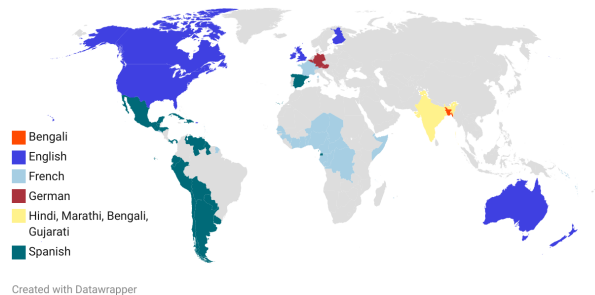 Bengali
English
French
German
Hindi, Marathi, Bengali,
Gujarati
Spanish
Created with Datawrapper